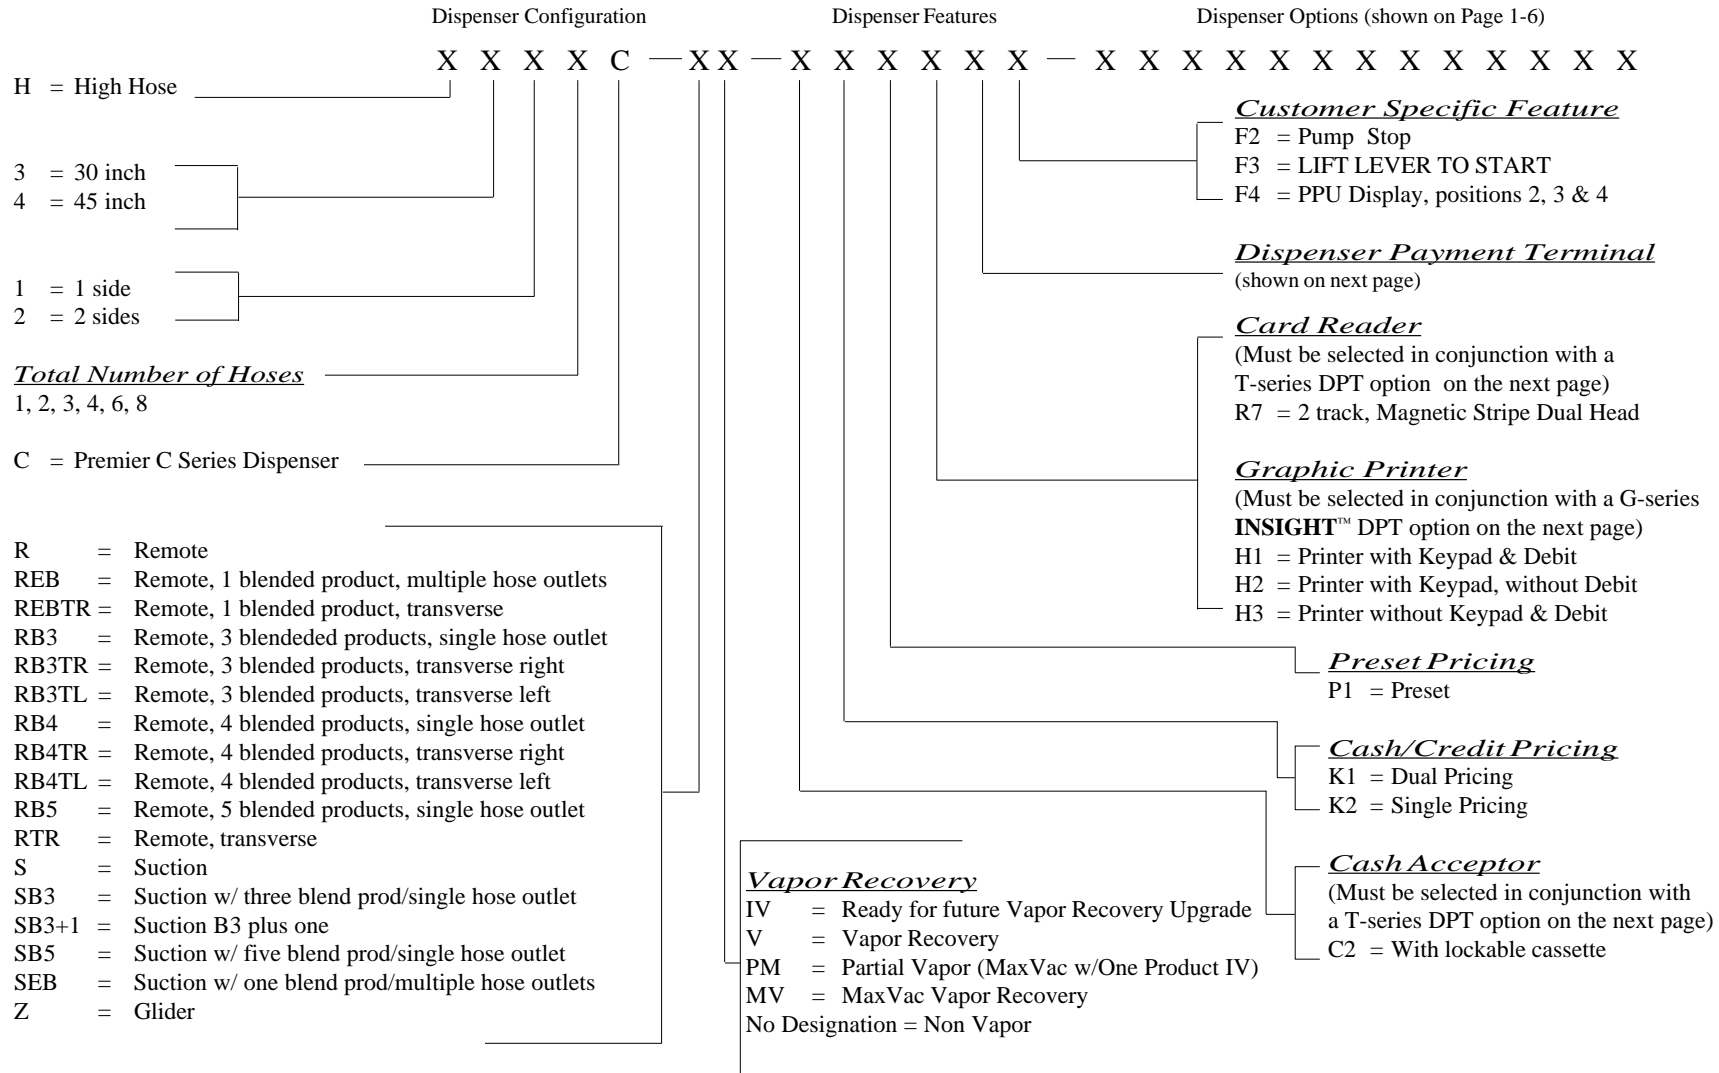 Dispenser Configuration
Dispenser Features
Dispenser Options (shown on Page 1-6)
X X X X C — X X — X X X X X X — X X X X X X X X X X X X X
H = High Hose
3 = 30 inch
4 = 45 inch
1 = 1 side
2 = 2 sides
Total Number of Hoses
1, 2, 3, 4, 6, 8
C = Premier C Series Dispenser
R = Remote
REB = Remote, 1 blended product, multiple hose outlets
REBTR = Remote, 1 blended product, transverse
RB3 = Remote, 3 blendeded products, single hose outlet
RB3TR = Remote, 3 blended products, transverse right
RB3TL = Remote, 3 blended products, transverse left
RB4 = Remote, 4 blended products, single hose outlet
RB4TR = Remote, 4 blended products, transverse right
RB4TL = Remote, 4 blended products, transverse left
RB5 = Remote, 5 blended products, single hose outlet
RTR = Remote, transverse
S = Suction
SB3 = Suction w/ three blend prod/single hose outlet
SB3+1 = Suction B3 plus one
SB5 = Suction w/ five blend prod/single hose outlet
SEB = Suction w/ one blend prod/multiple hose outlets
Z = Glider
Vapor Recovery
IV = Ready for future Vapor Recovery Upgrade
V = Vapor Recovery
PM = Partial Vapor (MaxVac w/One Product IV)
MV = MaxVac Vapor Recovery
No Designation = Non Vapor
Customer Specific Feature
F2 = Pump Stop
F3 = LIFT LEVER TO START
F4 = PPU Display, positions 2, 3 & 4
Dispenser Payment Terminal
(shown on next page)
Card Reader
(Must be selected in conjunction with a
T-series DPT option on the next page)
R7 = 2 track, Magnetic Stripe Dual Head
Graphic Printer
(Must be selected in conjunction with a G-series
INSIGHT™ DPT option on the next page)
H1 = Printer with Keypad & Debit
H2 = Printer with Keypad, without Debit
H3 = Printer without Keypad & Debit
Preset Pricing
P1 = Preset
Cash/Credit Pricing
K1 = Dual Pricing
K2 = Single Pricing
Cash Acceptor
(Must be selected in conjunction with
a T-series DPT option on the next page)
C2 = With lockable cassette